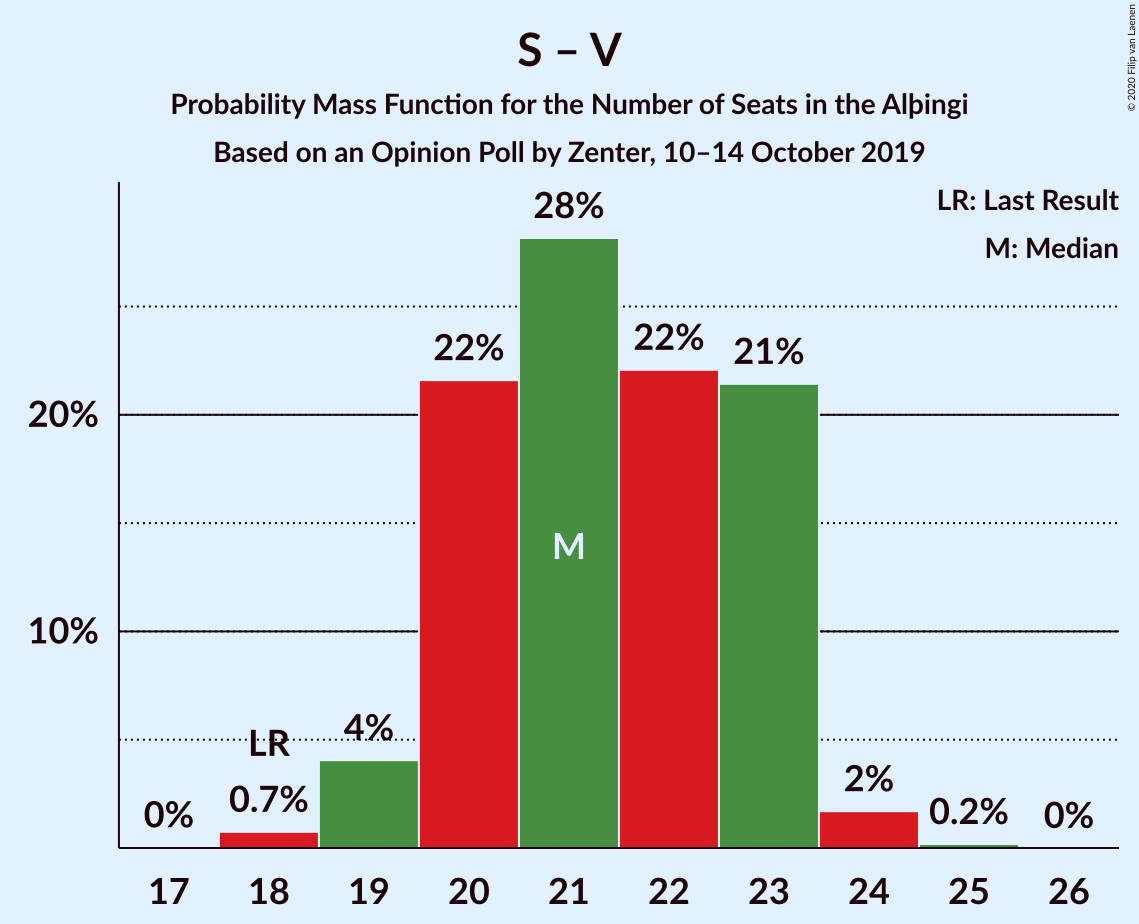 S – V
Probability Mass Function for the Number of Seats in the Alþingi
Based on an Opinion Poll by Zenter, 10–14 October 2019
© 2020 Filip van Laenen
LR: Last Result
M: Median
28%
22%
22%
21%
20%
M
10%
LR
4%
0%
0.7%
2%
0.2%
0%
17 18 19 20 21 22 23 24 25 26